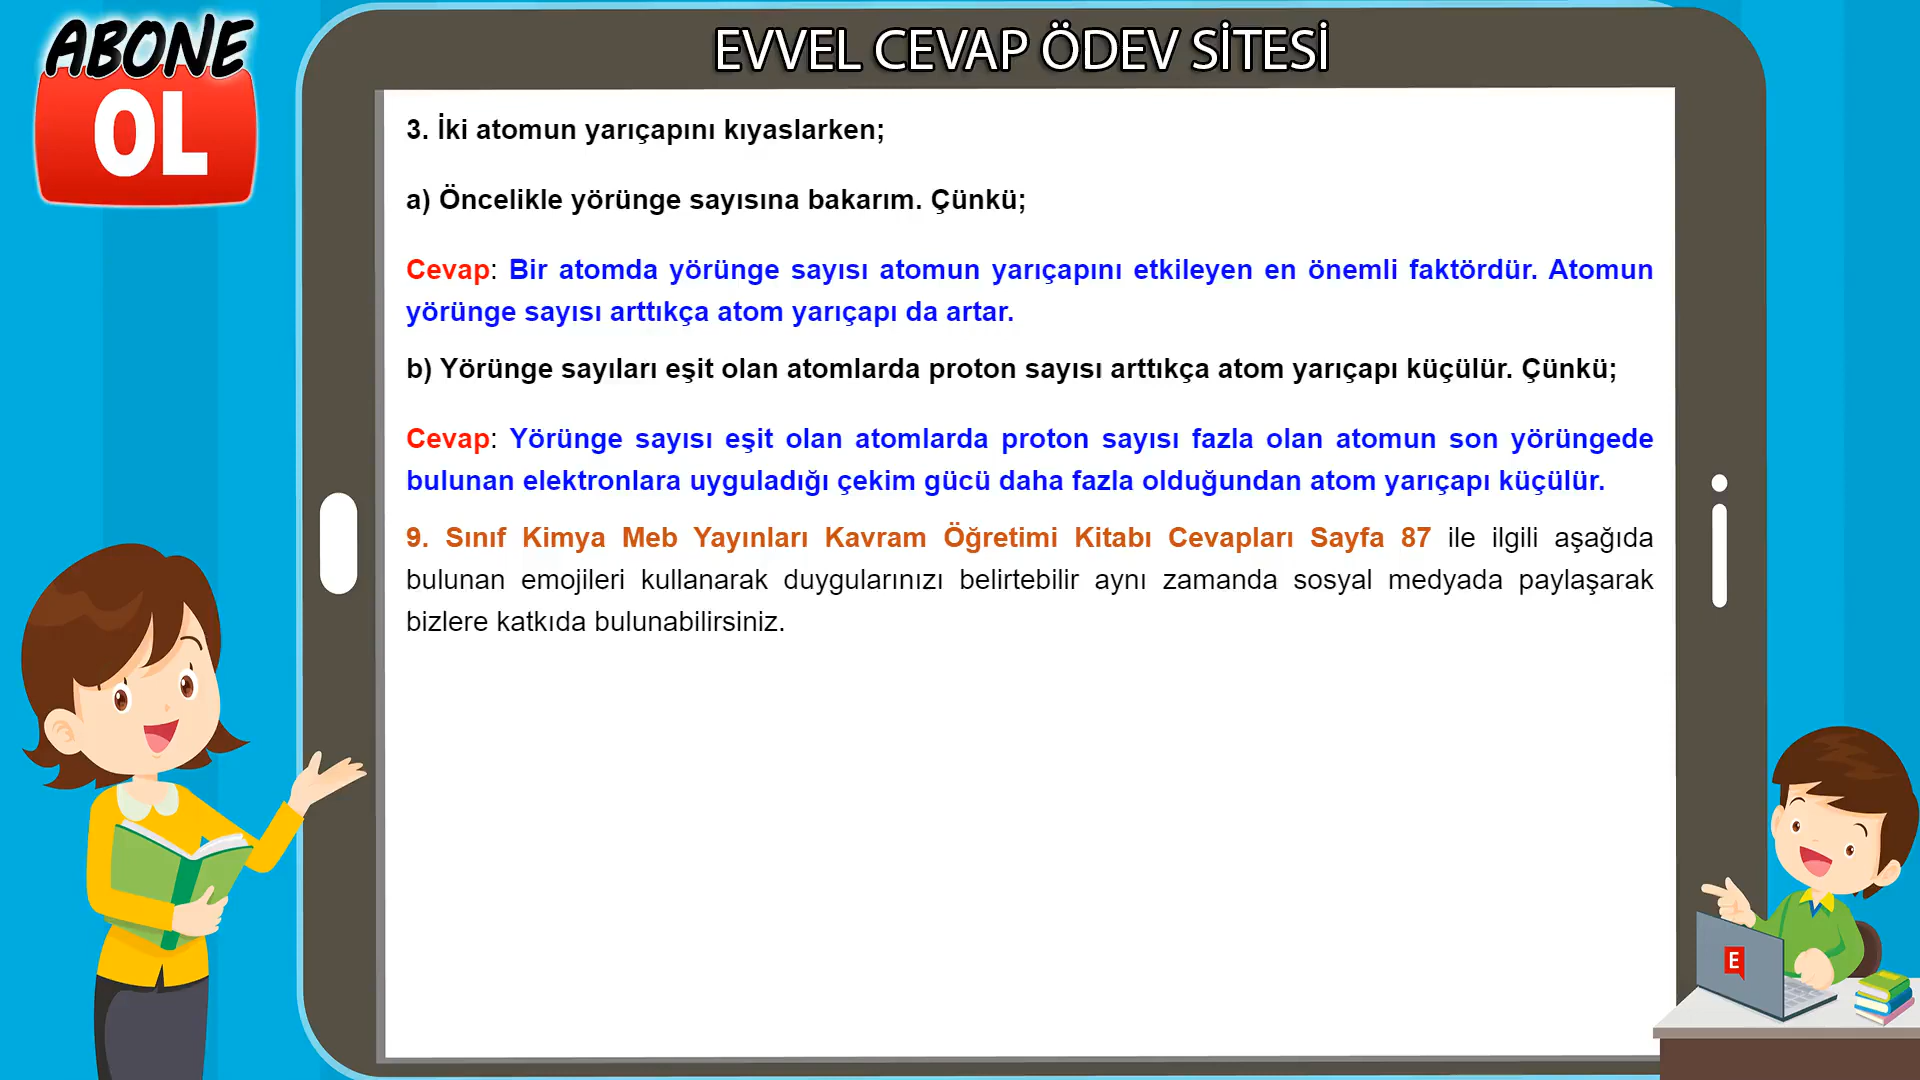 ABONE
OL
EVVEL CEVAP ÖDEV SİTESİ
3. İki atomun yarıçapını kıyaslarken;
a) Öncelikle yörünge sayısına bakarım. Çünkü;
Cevap: Bir atomda yörünge sayısı atomun yarıçapını etkileyen en önemli faktördür. Atomun
yörünge sayısı arttıkça atom yarıçapı da artar.
b) Yörünge sayıları eşit olan atomlarda proton sayısı arttıkça atom yarıçapı küçülür. Çünkü;
Cevap: Yörünge sayısı eşit olan atomlarda proton sayısı fazla olan atomun son yörüngede
bulunan elektronlara uyguladığı çekim gücü daha fazla olduğundan atom yarıçapı küçülür.
9. Sınıf Kimya Meb Yayınları Kavram Öğretimi Kitabı Cevapları Sayfa 87 ile ilgili aşağıda
bulunan emojileri kullanarak duygularınızı belirtebilir aynı zamanda sosyal medyada paylaşarak
bizlere katkıda bulunabilirsiniz.
E